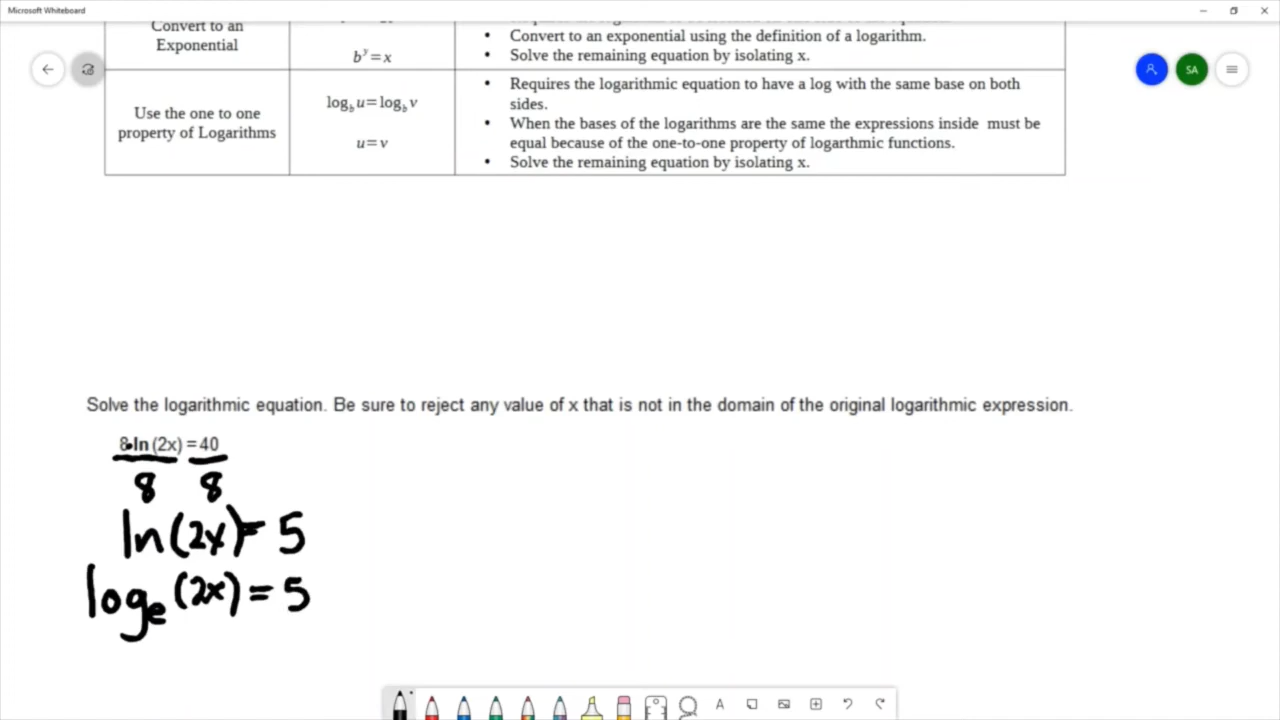 Microsoft Whiteboard
Convert to an
Exponential
b^y = x
• Convert to an exponential using the definition of a logarithm.
• Solve the remaining equation by isolating x.
SA
Use the one to one
property of Logarithms
log_b u = log_b v
u = v
• Requires the logarithmic equation to have a log with the same base on both
sides.
• When the bases of the logarithms are the same the expressions inside must be
equal because of the one-to-one property of logarthmic functions.
• Solve the remaining equation by isolating x.
Solve the logarithmic equation. Be sure to reject any value of x that is not in the domain of the original logarithmic expression.
8•ln (2x) = 40
8 8
ln(2x) = 5
log_e (2x) = 5
A